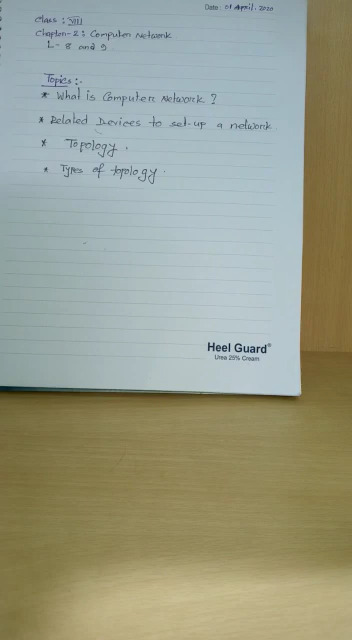 Date: 01 April. 2020
Class: VIII
Chapter-2: Computer Network
L-8 and 9
Topics:-
* What is Computer Network?
* Related Devices to set-up a network
* Topology.
* Types of topology.
Heel Guard®
Urea 25% Cream